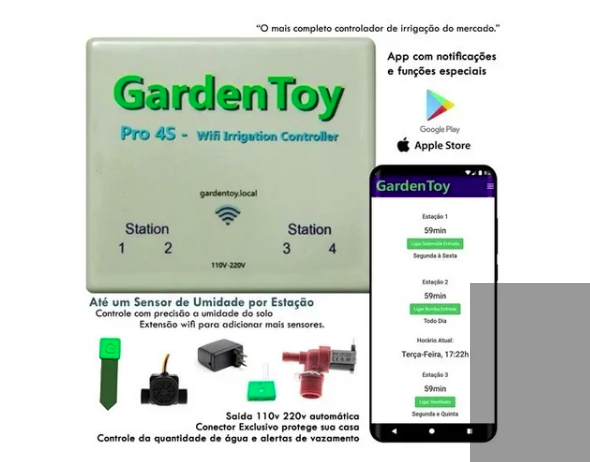 “O mais completo controlador de irrigação do mercado.”
App com notificações
e funções especiais
Google Play
Apple Store
GardenToy
Pro 4S - Wifi Irrigation Controller
gardentoy.local
Station
1 2
Station
3 4
110V-220V
GardenToy
Estação 1
59min
Ligar Solenoide Entrada
Segunda à Sexta
Estação 2
59min
Ligar Bomba Entrada
Todo Dia
Horário Atual:
Terça-Feira, 17:22h
Estação 3
59min
Ligar Ventilador
Segunda e Quinta
Até um Sensor de Umidade por Estação
Controle com precisão a umidade do solo
Extensão wifi para adicionar mais sensores.
G
Saída 110v 220v automática
Conector Exclusivo protege sua casa
Controle da quantidade de água e alertas de vazamento